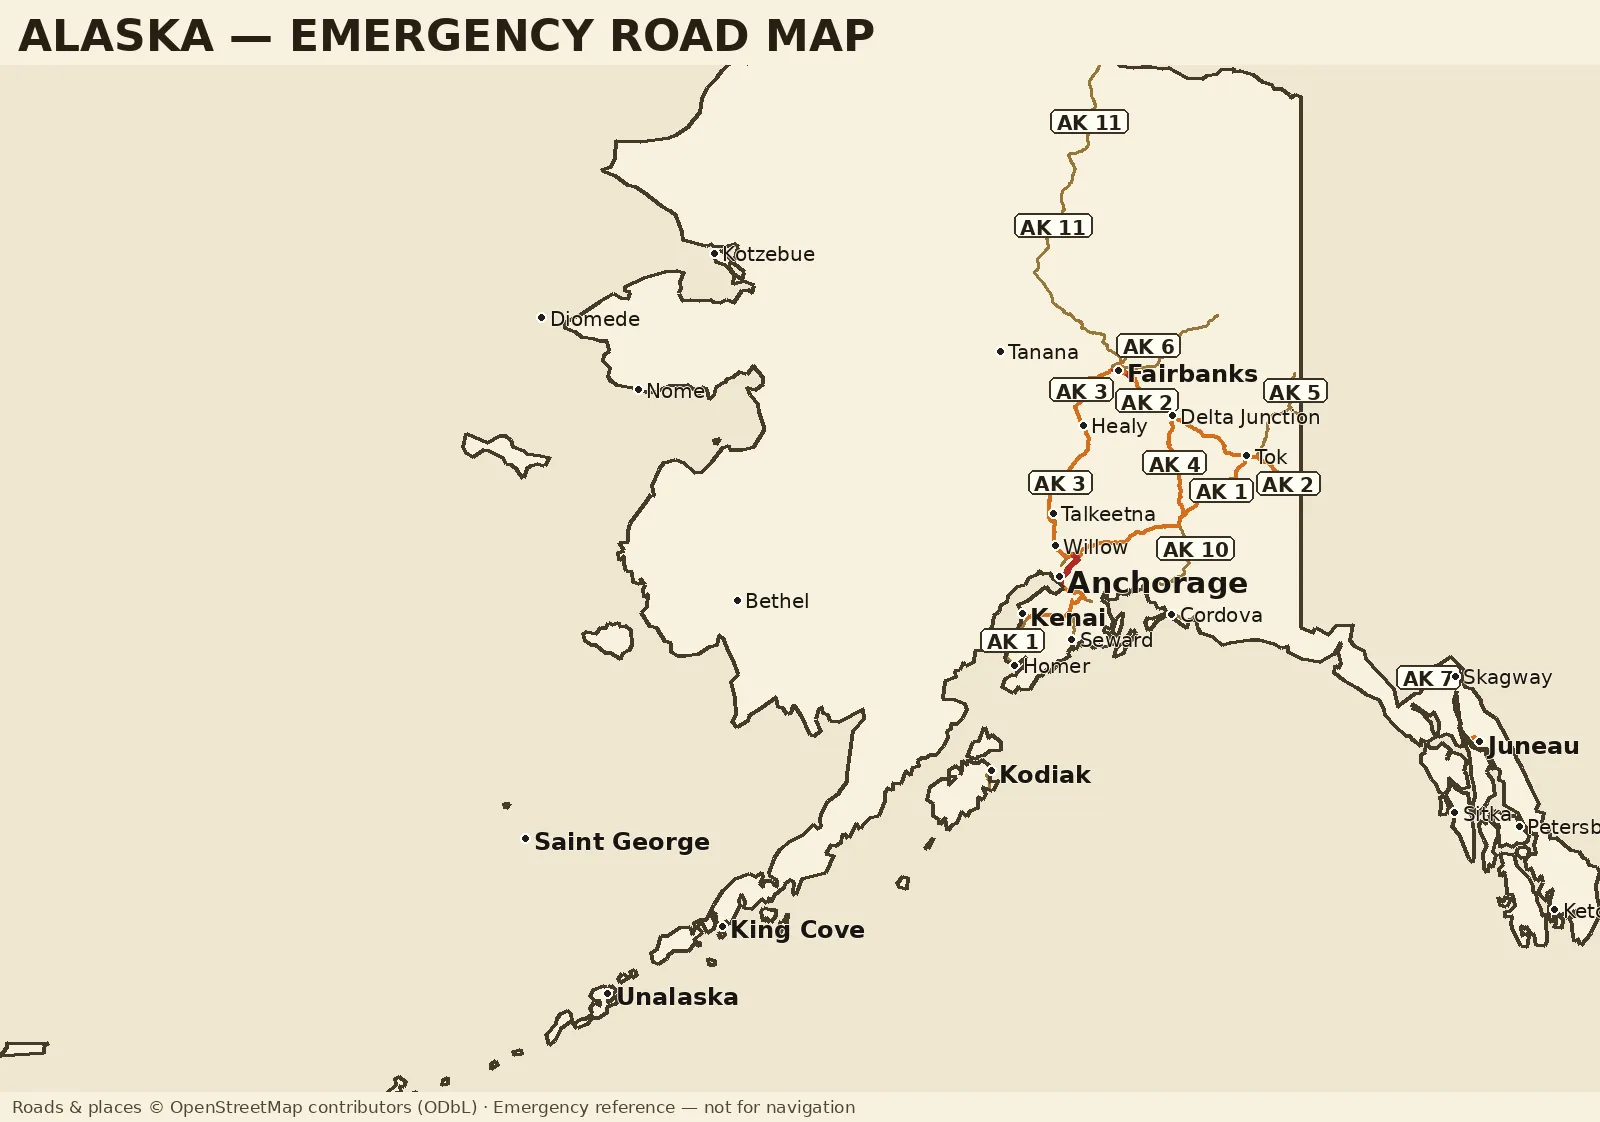 ALASKA — EMERGENCY ROAD MAP
AK 11
AK 11
Kotzebue
Diomede
Tanana
AK 6
Fairbanks
Nome
AK 3
AK 2
AK 5
Delta Junction
Healy
Tok
AK 4
AK 3
AK 1
AK 2
Talkeetna
Willow
AK 10
Anchorage
Bethel
Kenai
Cordova
AK 1
Seward
Homer
AK 7
Skagway
Juneau
Kodiak
Sitka
Petersb
Saint George
Ketc
King Cove
Unalaska
Roads & places © OpenStreetMap contributors (ODbL) · Emergency reference — not for navigation